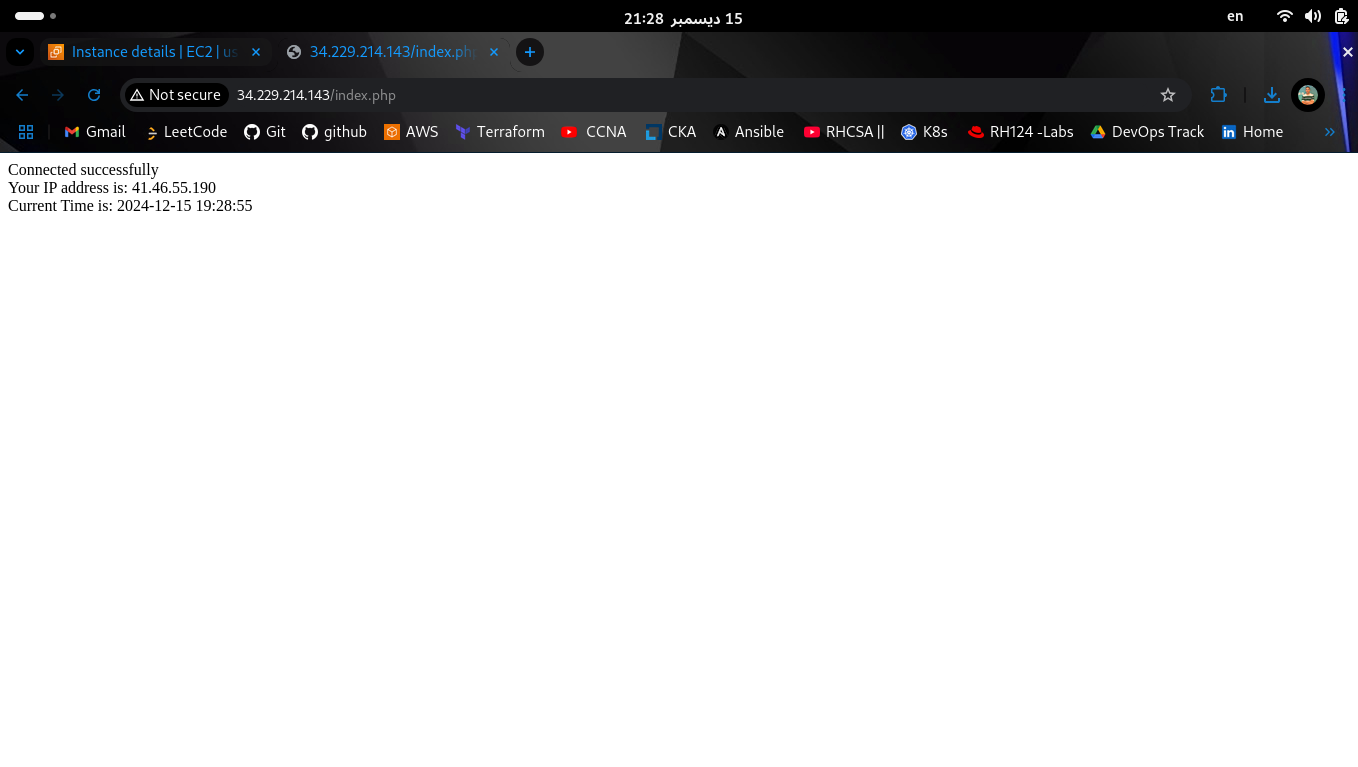 21:28 ديسمبر 15
en
Instance details | EC2 | us
34.229.214.143/index.php
Not secure
34.229.214.143/index.php
Gmail
LeetCode
Git
github
AWS
Terraform
CCNA
CKA
A Ansible
RHCSA ||
K8s
RH124 -Labs
DevOps Track
in Home
Connected successfully
Your IP address is: 41.46.55.190
Current Time is: 2024-12-15 19:28:55